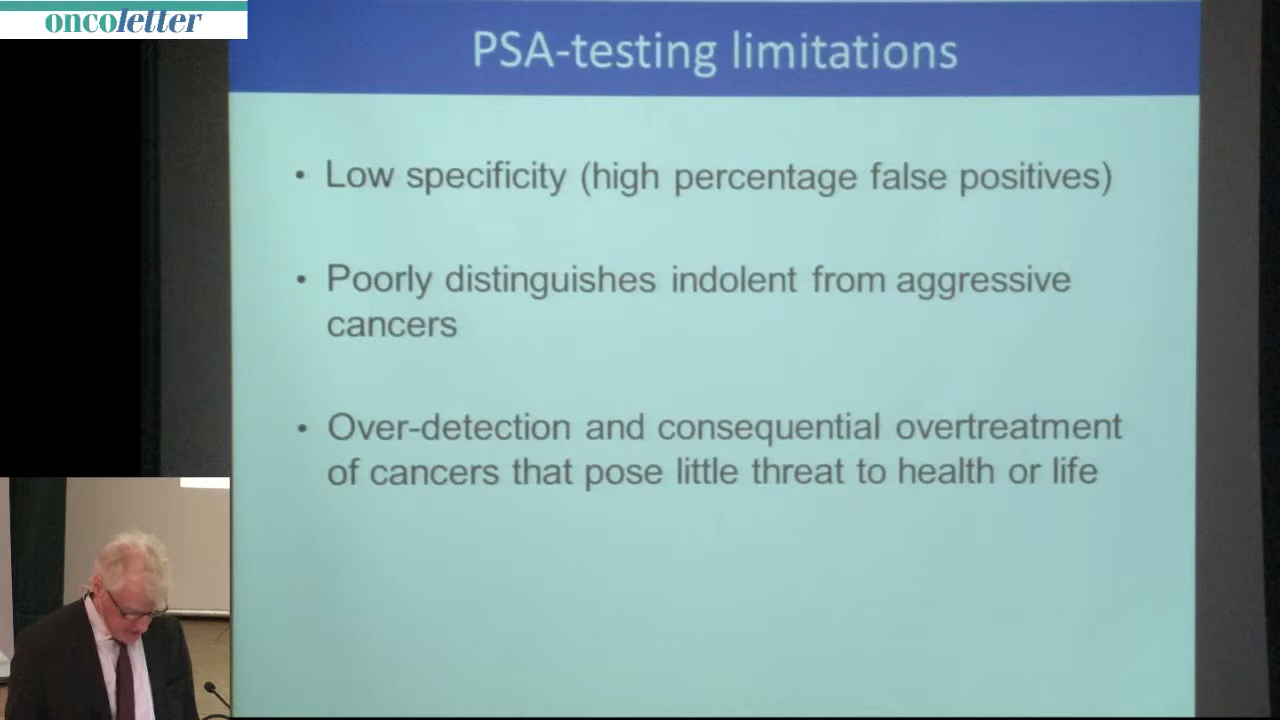 oncoletter
PSA-testing limitations
• Low specificity (high percentage false positives)
• Poorly distinguishes indolent from aggressive
cancers
• Over-detection and consequential overtreatment
of cancers that pose little threat to health or life